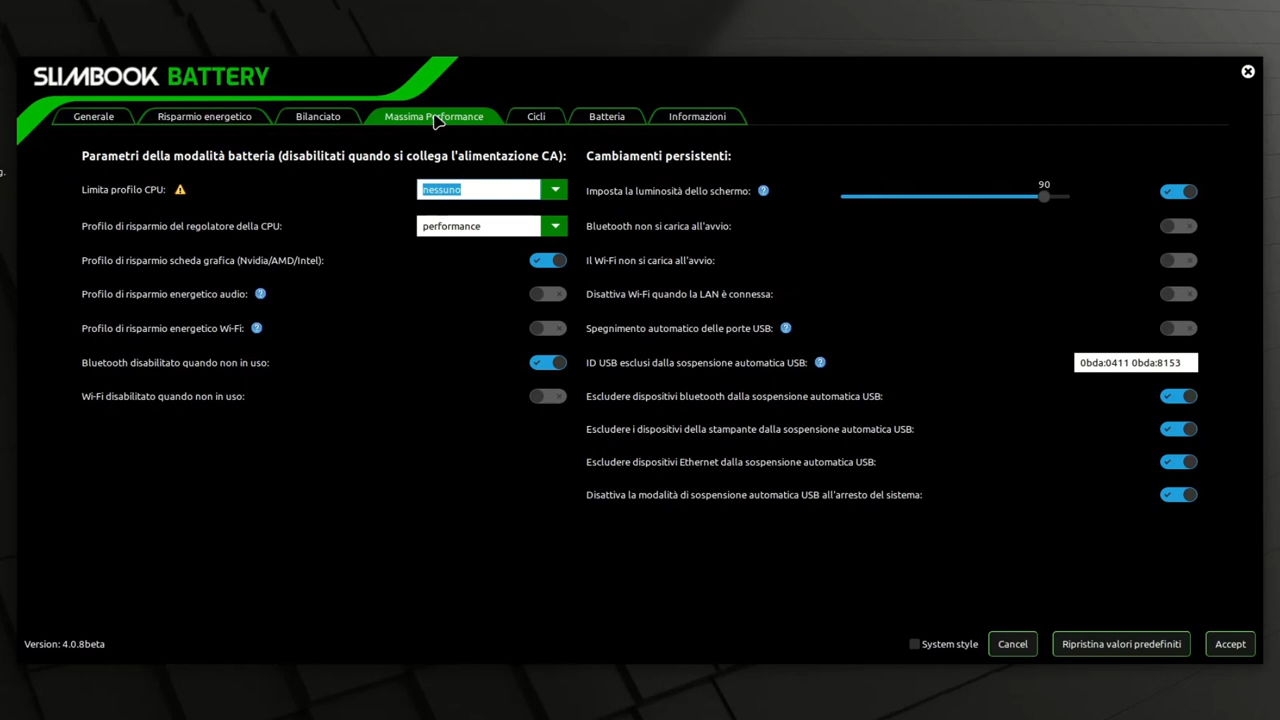 SLIMBOOK BATTERY
Generale
Risparmio energetico
Bilanciato
Massima Performance
Cicli
Batteria
Informazioni
Parametri della modalità batteria (disabilitati quando si collega l'alimentazione CA):
Limita profilo CPU:
nessuno
Profilo di risparmio del regolatore della CPU:
performance
Profilo di risparmio scheda grafica (Nvidia/AMD/Intel):
Profilo di risparmio energetico audio:
Profilo di risparmio energetico Wi-Fi:
Bluetooth disabilitato quando non in uso:
Wi-Fi disabilitato quando non in uso:
Cambiamenti persistenti:
Imposta la luminosità dello schermo:
90
Bluetooth non si carica all'avvio:
Il Wi-Fi non si carica all'avvio:
Disattiva Wi-Fi quando la LAN è connessa:
Spegnimento automatico delle porte USB:
ID USB esclusi dalla sospensione automatica USB:
0bda:0411 0bda:8153
Escludere dispositivi bluetooth dalla sospensione automatica USB:
Escludere i dispositivi della stampante dalla sospensione automatica USB:
Escludere dispositivi Ethernet dalla sospensione automatica USB:
Disattiva la modalità di sospensione automatica USB all'arresto del sistema:
Version: 4.0.8beta
System style
Cancel
Ripristina valori predefiniti
Accept